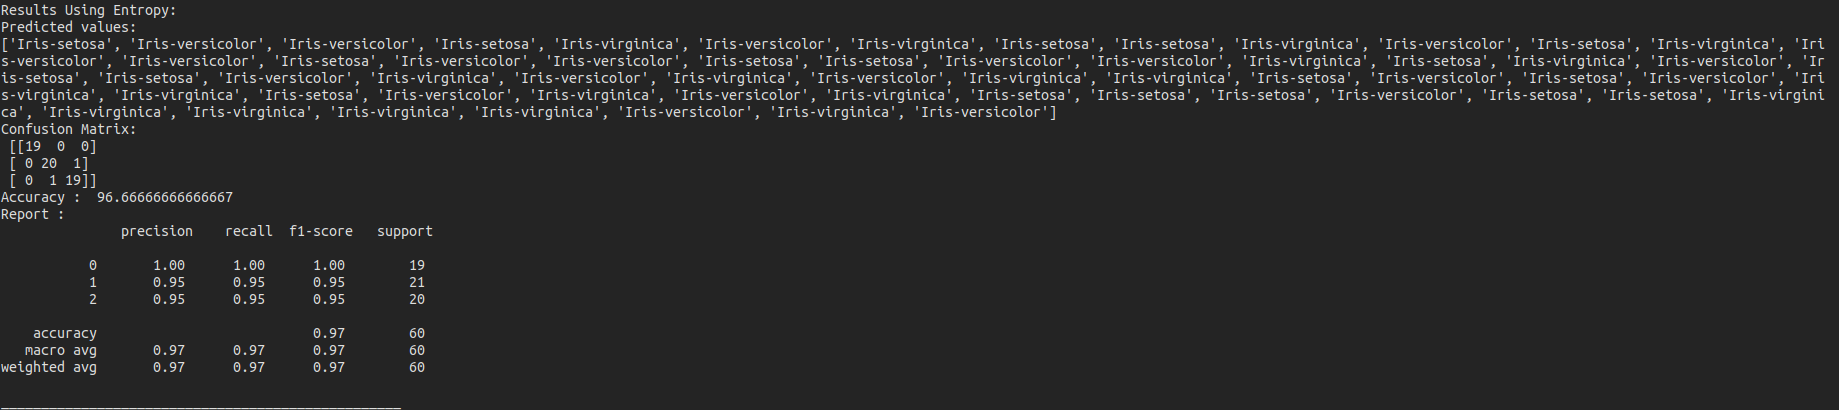 Results Using Entropy:
Predicted values:
['Iris-setosa', 'Iris-versicolor', 'Iris-versicolor', 'Iris-setosa', 'Iris-virginica', 'Iris-versicolor', 'Iris-virginica', 'Iris-setosa', 'Iris-setosa', 'Iris-virginica', 'Iris-versicolor', 'Iris-setosa', 'Iris-virginica', 'Iri
s-versicolor', 'Iris-versicolor', 'Iris-setosa', 'Iris-versicolor', 'Iris-setosa', 'Iris-versicolor', 'Iris-versicolor', 'Iris-virginica', 'Iris-setosa', 'Iris-virginica', 'Iris-versicolor', 'Ir
is-setosa', 'Iris-setosa', 'Iris-versicolor', 'Iris-virginica', 'Iris-versicolor', 'Iris-virginica', 'Iris-versicolor', 'Iris-virginica', 'Iris-virginica', 'Iris-setosa', 'Iris-versicolor', 'Iris-setosa', 'Iris-versicolor', 'Iri
s-virginica', 'Iris-virginica', 'Iris-setosa', 'Iris-versicolor', 'Iris-virginica', 'Iris-versicolor', 'Iris-virginica', 'Iris-setosa', 'Iris-setosa', 'Iris-setosa', 'Iris-versicolor', 'Iris-setosa', 'Iris-setosa', 'Iris-virgini
ca', 'Iris-virginica', 'Iris-virginica', 'Iris-virginica', 'Iris-virginica', 'Iris-versicolor', 'Iris-virginica', 'Iris-versicolor']
Confusion Matrix:
[[19 0 0]
[ 0 20 1]
[ 0 1 19]]
Accuracy : 96.66666666666667
Report :
precision recall f1-score support
0 1.00 1.00 1.00 19
1 0.95 0.95 0.95 21
2 0.95 0.95 0.95 20
accuracy 0.97 60
macro avg 0.97 0.97 0.97 60
weighted avg 0.97 0.97 0.97 60